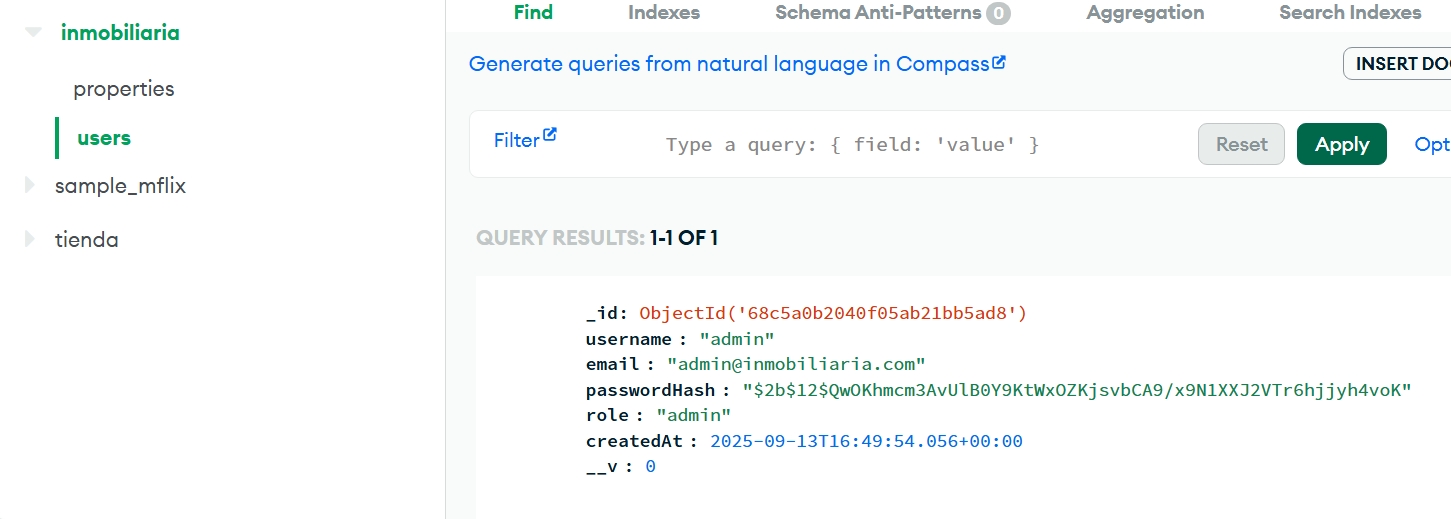 inmobiliaria
properties
users
sample_mflix
tienda
Find Indexes Schema Anti-Patterns 0 Aggregation Search Indexes
Generate queries from natural language in Compass
INSERT DO
Filter Type a query: { field: 'value' } Reset Apply Opt
QUERY RESULTS: 1-1 OF 1
_id: ObjectId('68c5a0b2040f05ab21bb5ad8')
username : "admin"
email : "admin@inmobiliaria.com"
passwordHash : "$2b$12$QwOKhmcm3AvUlB0Y9KtWxOZKjsvbCA9/x9N1XXJ2VTr6hjjyh4voK"
role : "admin"
createdAt : 2025-09-13T16:49:54.056+00:00
__v : 0